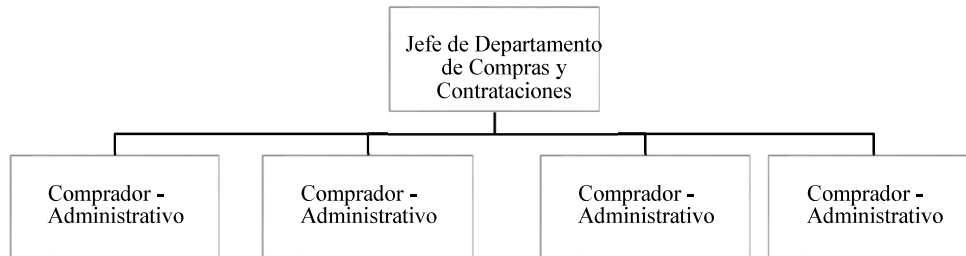 Jefe de Departamento
de Compras y
Contrataciones
Comprador -
Administrativo
Comprador -
Administrativo
Comprador -
Administrativo
Comprador -
Administrativo